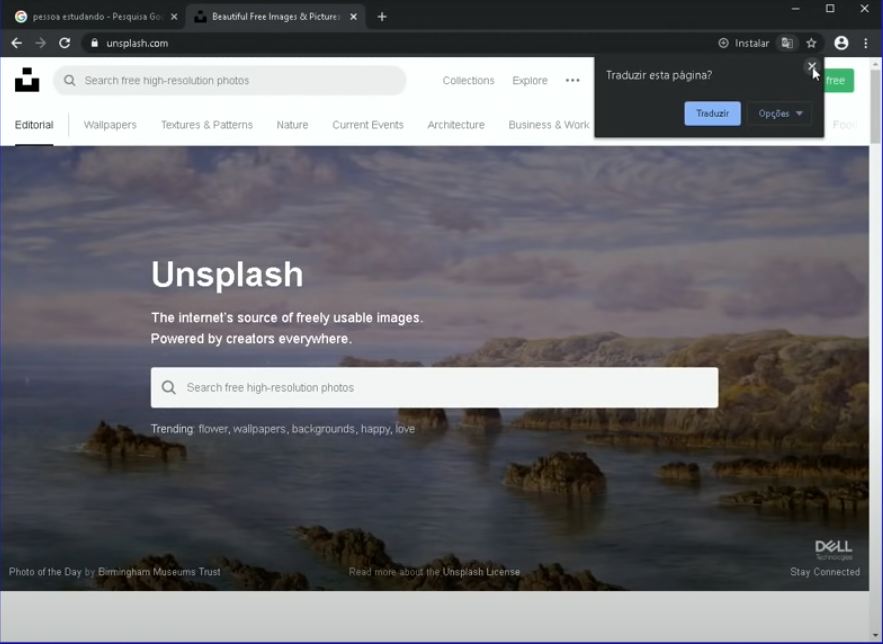 pessoa estudando - Pesquisa Go
Beautiful Free Images & Pictures
unsplash.com
Instalar
Search free high-resolution photos
Collections
Explore
Traduzir esta página?
free
Traduzir
Opções
Editorial
Wallpapers
Textures & Patterns
Nature
Current Events
Architecture
Business & Work
Food
Unsplash
The internet's source of freely usable images.
Powered by creators everywhere.
Search free high-resolution photos
Trending: flower, wallpapers, backgrounds, happy, love
DELL
Technologies
Photo of the Day by Birmingham Museums Trust
Read more about the Unsplash License
Stay Connected